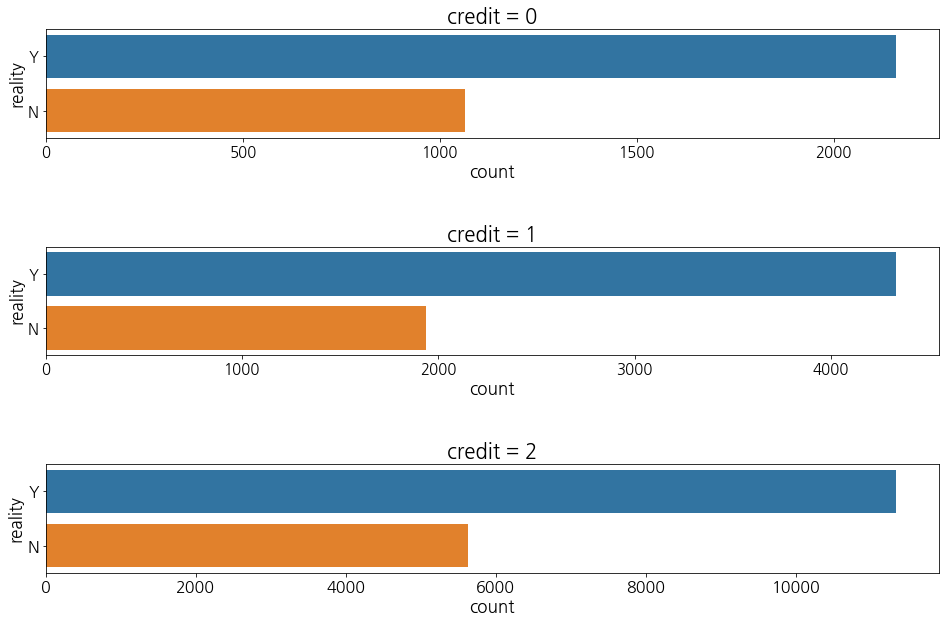 credit = 0
reality
Y
N
0 500 1000 1500 2000
count
credit = 1
reality
Y
N
0 1000 2000 3000 4000
count
credit = 2
reality
Y
N
0 2000 4000 6000 8000 10000
count